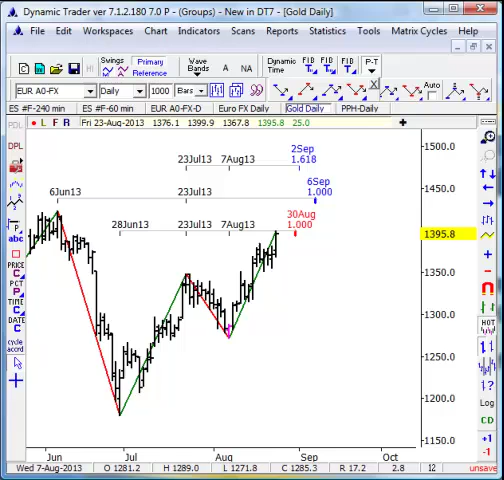 Dynamic Trader ver 7.1.2.180 7.0 P - (Groups) - New in DT7 - [Gold Daily]
File Edit Workspaces Chart Indicators Scans Reports Statistics Tools Matrix Cycles Help
C Swings Primary Reference Wave Bands A NA Dynamic Time FIB T FIB T P-T
EUR A0-FX Daily 1000 Bars Auto
ES #F-240 min ES #F-60 min EUR A0-FX-D Euro FX Daily Gold Daily PPH-Daily
PDL L F R Fri 23-Aug-2013 1376.1 1399.9 1367.8 1395.8 25.0
DPL
2Sep
23Jul13 7Aug13 1.618
6Sep
6Jun13 23Jul13 1.000
30Aug
28Jun13 23Jul13 7Aug13 1.000
P
abc
PRICE C
PCT P
TIME C
DATE C
cycle accrd
1500.0
1450.0
1395.8
1350.0
1300.0
1250.0
1200.0
1150.0
HOT
Log
CD
+1
-1
Jun Jul Aug Sep Oct
Wed 7-Aug-2013 O 1281.2 H 1289.0 L 1271.8 C 1285.3 R 17.2 2.8 12 unsave